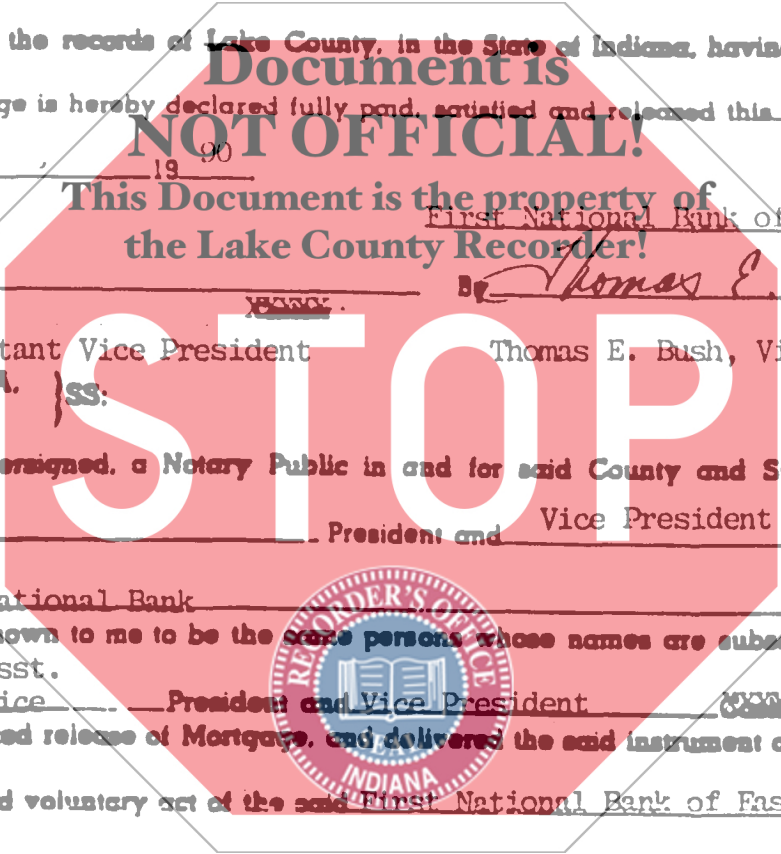 the records of Lake County, in the State of Indiana, havin
Document is
ge is hereby declared fully paid, satisfied and released this
NOT OFFICIAL!
19 90
This Document is the property of
First National Bank of
the Lake County Recorder!
By Thomas E.
XXXXX
tant Vice President Thomas E. Bush, Vi
A. }SS:
STOP
ersigned, a Notary Public in and for said County and S
President and Vice President
ational Bank
nown to me to be the same persons whose names are subs
sst.
ice President and Vice President
ed release of Mortgage, and delivered the said instrument
d voluntary act of the said First National Bank of Eas
RECORDER'S OFFICE
SEAL
INDIANA